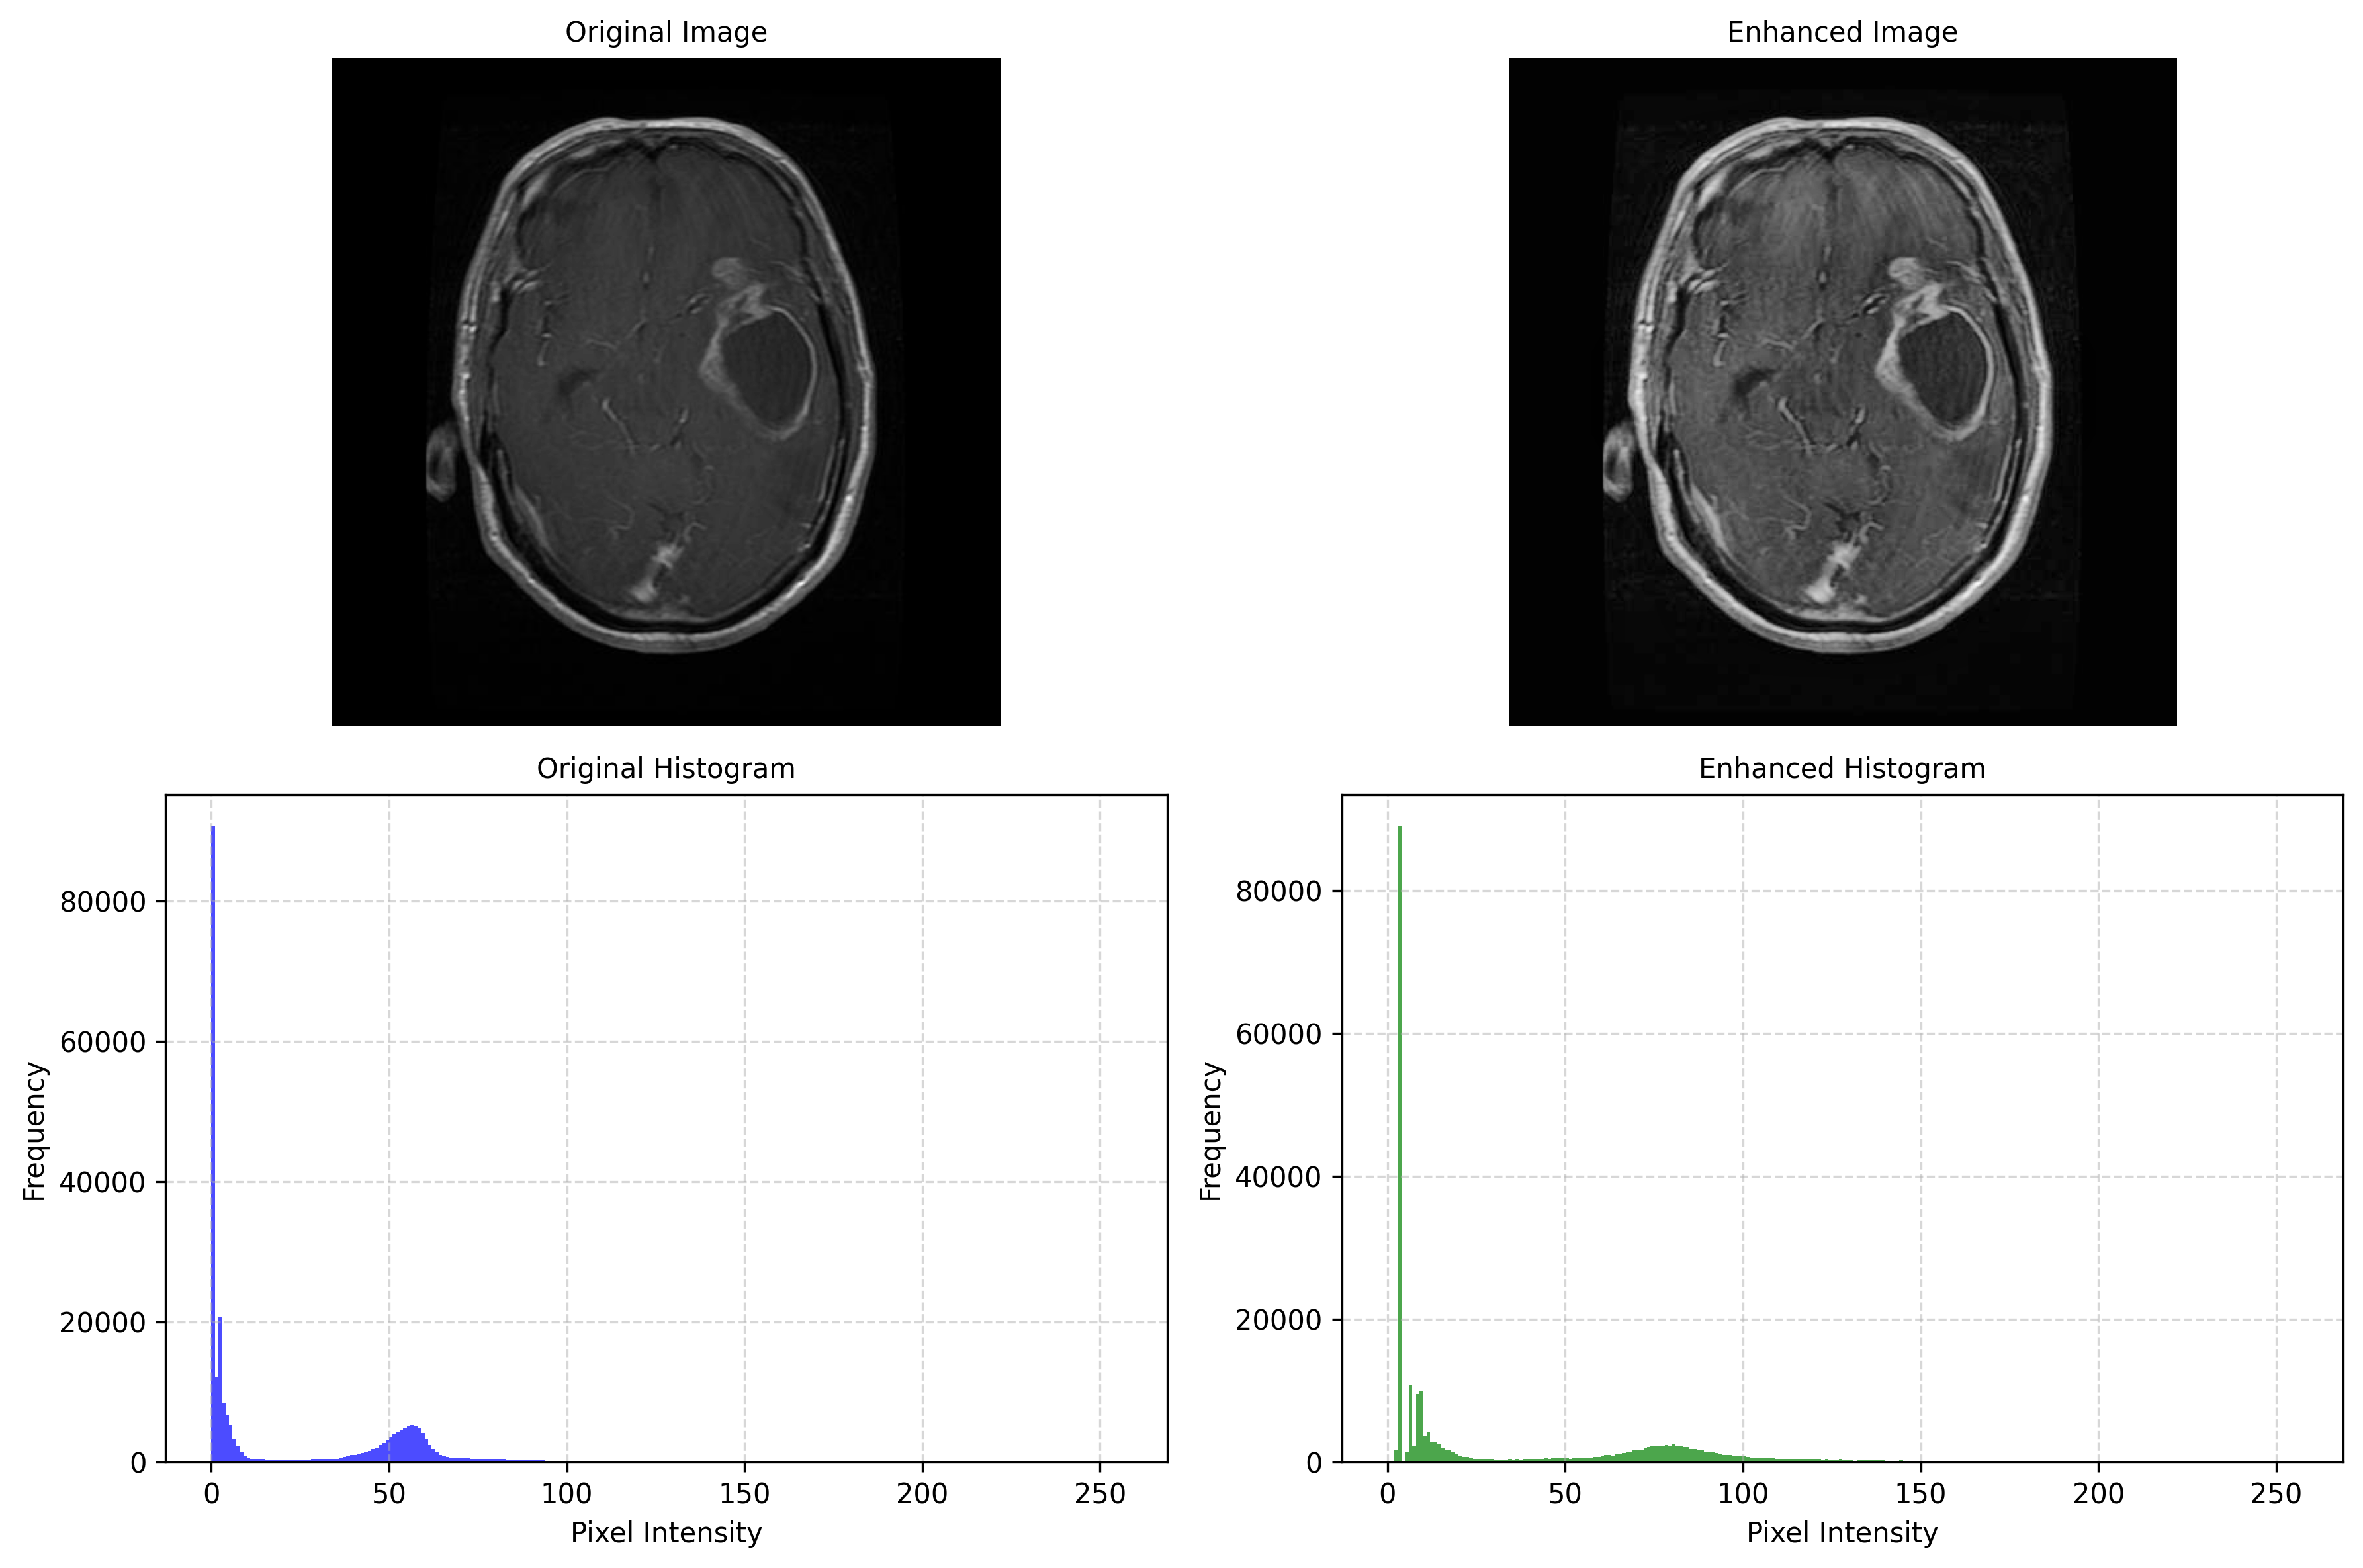 Original Image
Enhanced Image
Original Histogram
Enhanced Histogram
Frequency
80000
60000
40000
20000
0
0 50 100 150 200 250
Pixel Intensity
Frequency
80000
60000
40000
20000
0
0 50 100 150 200 250
Pixel Intensity